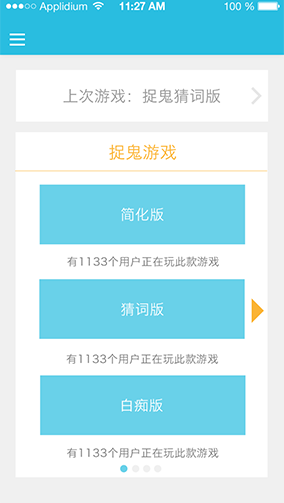 Applidium 11:27 AM 100 %
上次游戏：捉鬼猜词版
捉鬼游戏
简化版
有1133个用户正在玩此款游戏
猜词版
有1133个用户正在玩此款游戏
白痴版
有1133个用户正在玩此款游戏